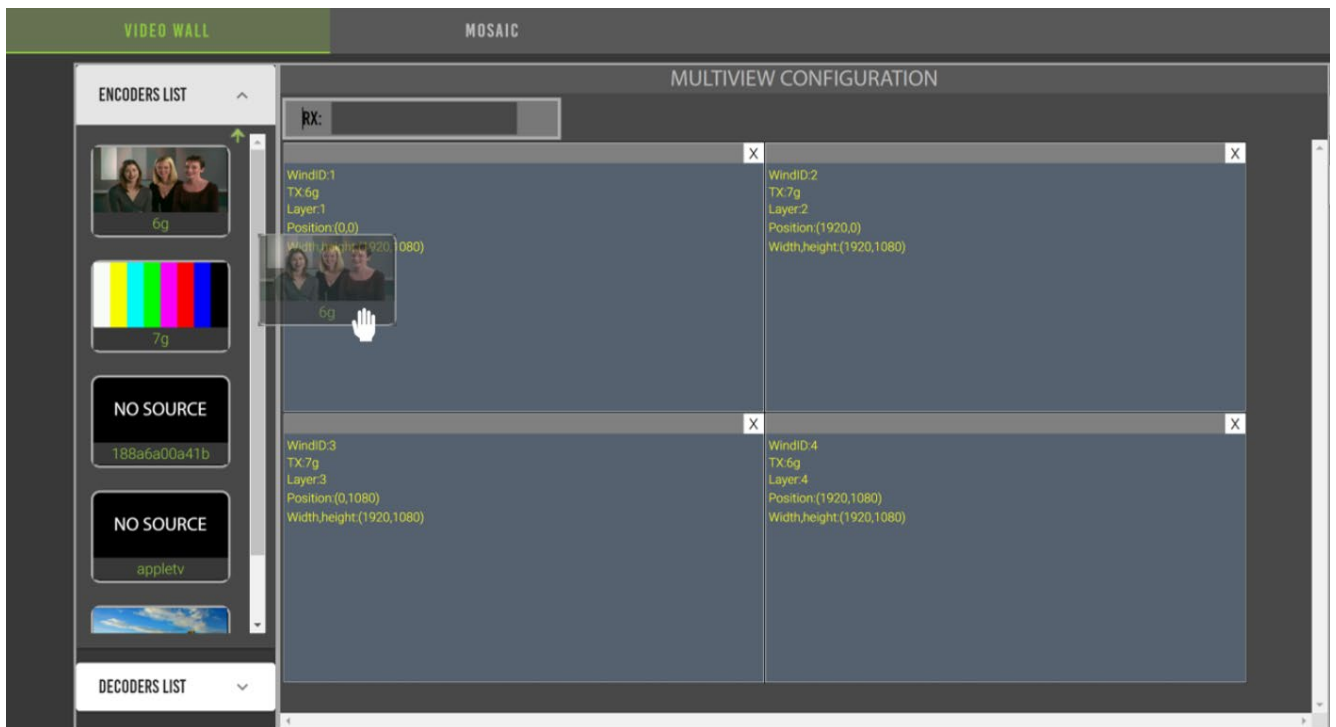 VIDEO WALL
MOSAIC
ENCODERS LIST
6g
7g
NO SOURCE
188a6a00a41b
NO SOURCE
appletv
DECODERS LIST
MULTIVIEW CONFIGURATION
RX:
X
WindID:1
TX:6g
Layer:1
Position:(0,0)
Width,height:(1920,1080)
6g
X
WindID:2
TX:7g
Layer:2
Position:(1920,0)
Width,height:(1920,1080)
X
WindID:3
TX:7g
Layer:3
Position:(0,1080)
Width,height:(1920,1080)
X
WindID:4
TX:6g
Layer:4
Position:(1920,1080)
Width,height:(1920,1080)